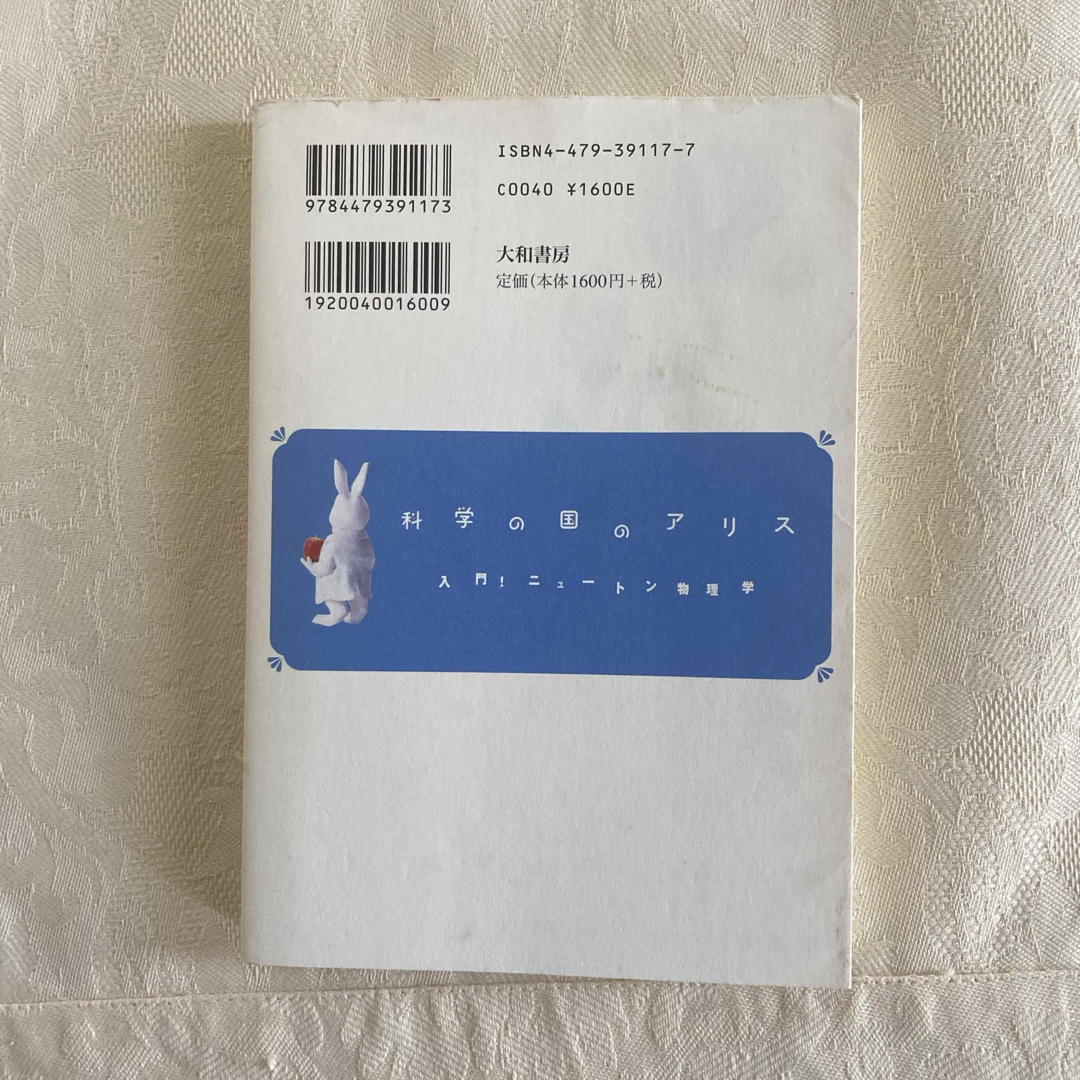 ISBN4-479-39117-7
C0040 ¥1600E
9784479391173
大和書房
定価(本体1600円+税)
1920040016009
科学の国のアリス
入門!ニュートン物理学